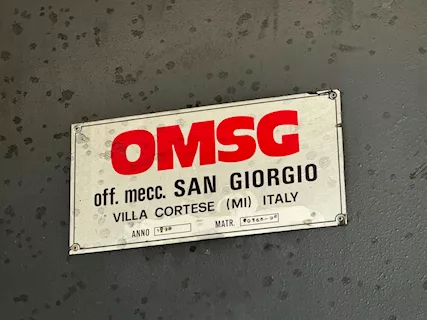 OMSG
off. mecc. SAN GIORGIO
VILLA CORTESE (MI) ITALY
ANNO MATR.